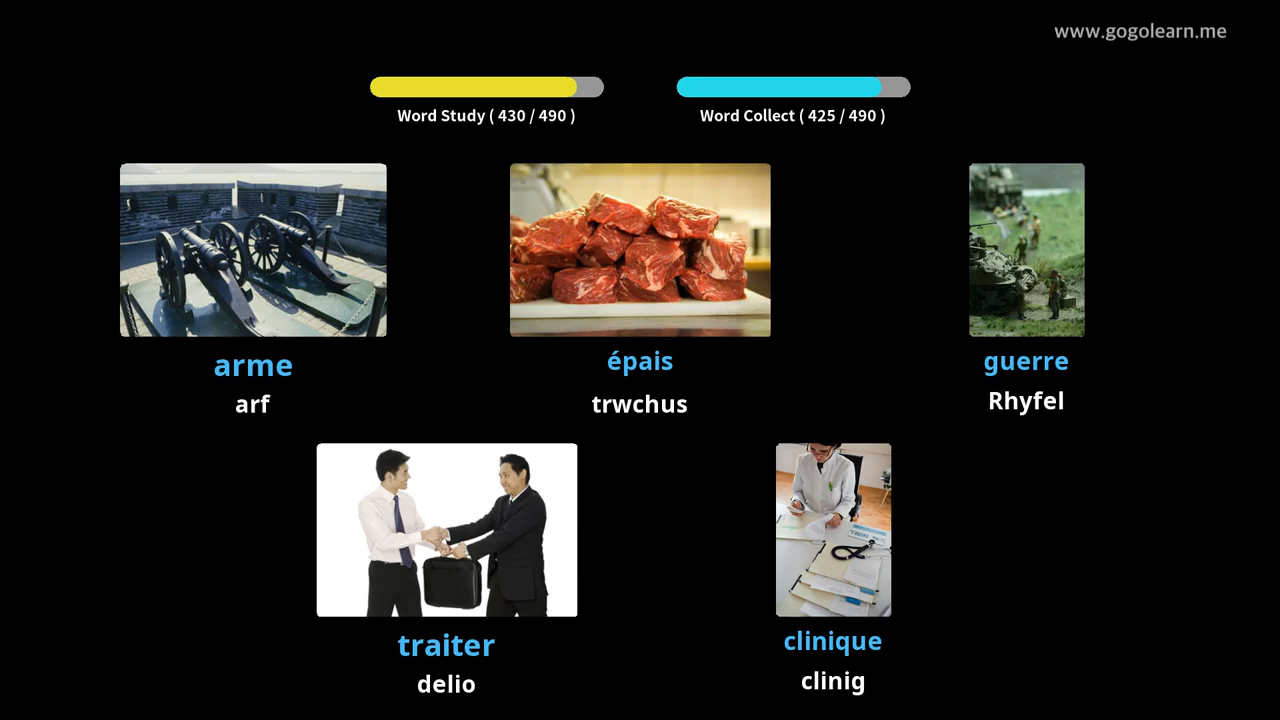 www.gogolearn.me
Word Study ( 430 / 490 )
Word Collect ( 425 / 490 )
arme
arf
épais
trwchus
guerre
Rhyfel
traiter
delio
clinique
clinig